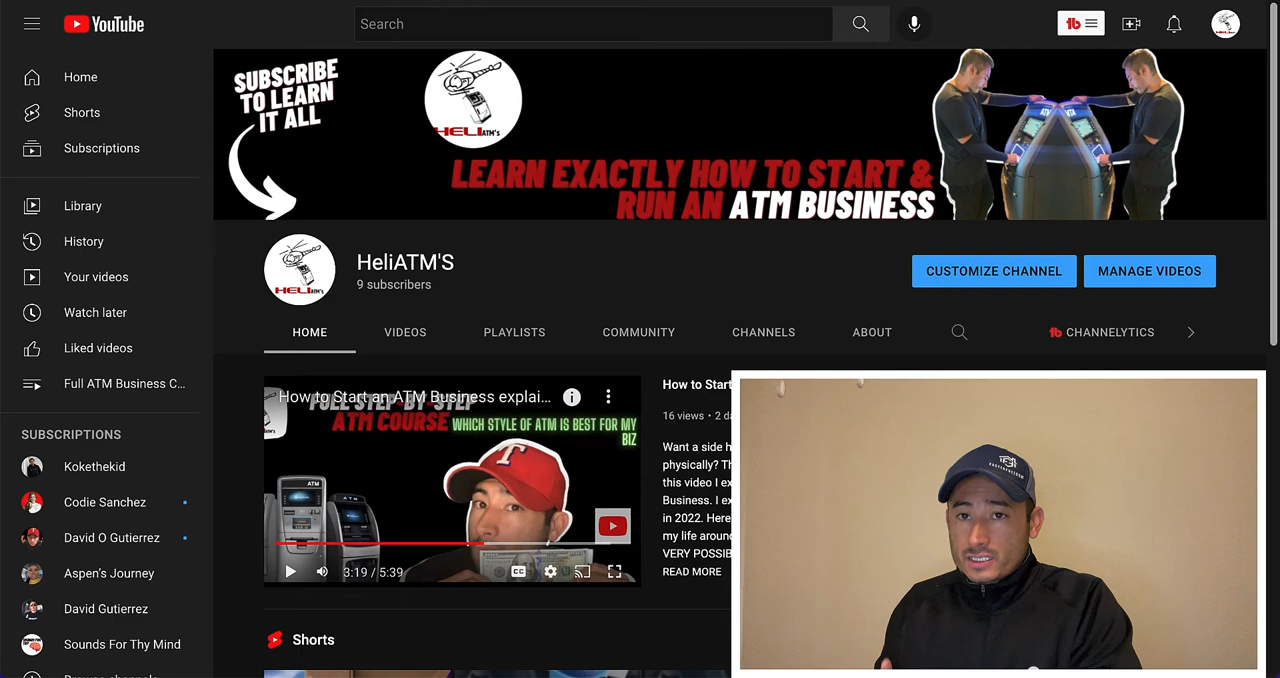 YouTube
Search
Home
Shorts
Subscriptions
Library
History
Your videos
Watch later
Liked videos
Full ATM Business C...
SUBSCRIPTIONS
Kokethekid
Codie Sanchez
David O Gutierrez
Aspen's Journey
David Gutierrez
Sounds For Thy Mind
SUBSCRIBE
TO LEARN
IT ALL
HELI ATM's
LEARN EXACTLY HOW TO START &
RUN AN ATM BUSINESS
HELI ATM's
HeliATM'S
9 subscribers
CUSTOMIZE CHANNEL
MANAGE VIDEOS
HOME
VIDEOS
PLAYLISTS
COMMUNITY
CHANNELS
ABOUT
CHANNELYTICS
How to Start an ATM Business explai...
FULL STEP-BY-STEP
ATM COURSE
WHICH STYLE OF ATM IS BEST FOR MY
BIZ
ATM
T
3:19 / 5:39
CC
How to Start
16 views • 2 da
Want a side h
physically? Th
this video I ex
Business. I ex
in 2022. Here
my life around
VERY POSSIB
READ MORE
Shorts